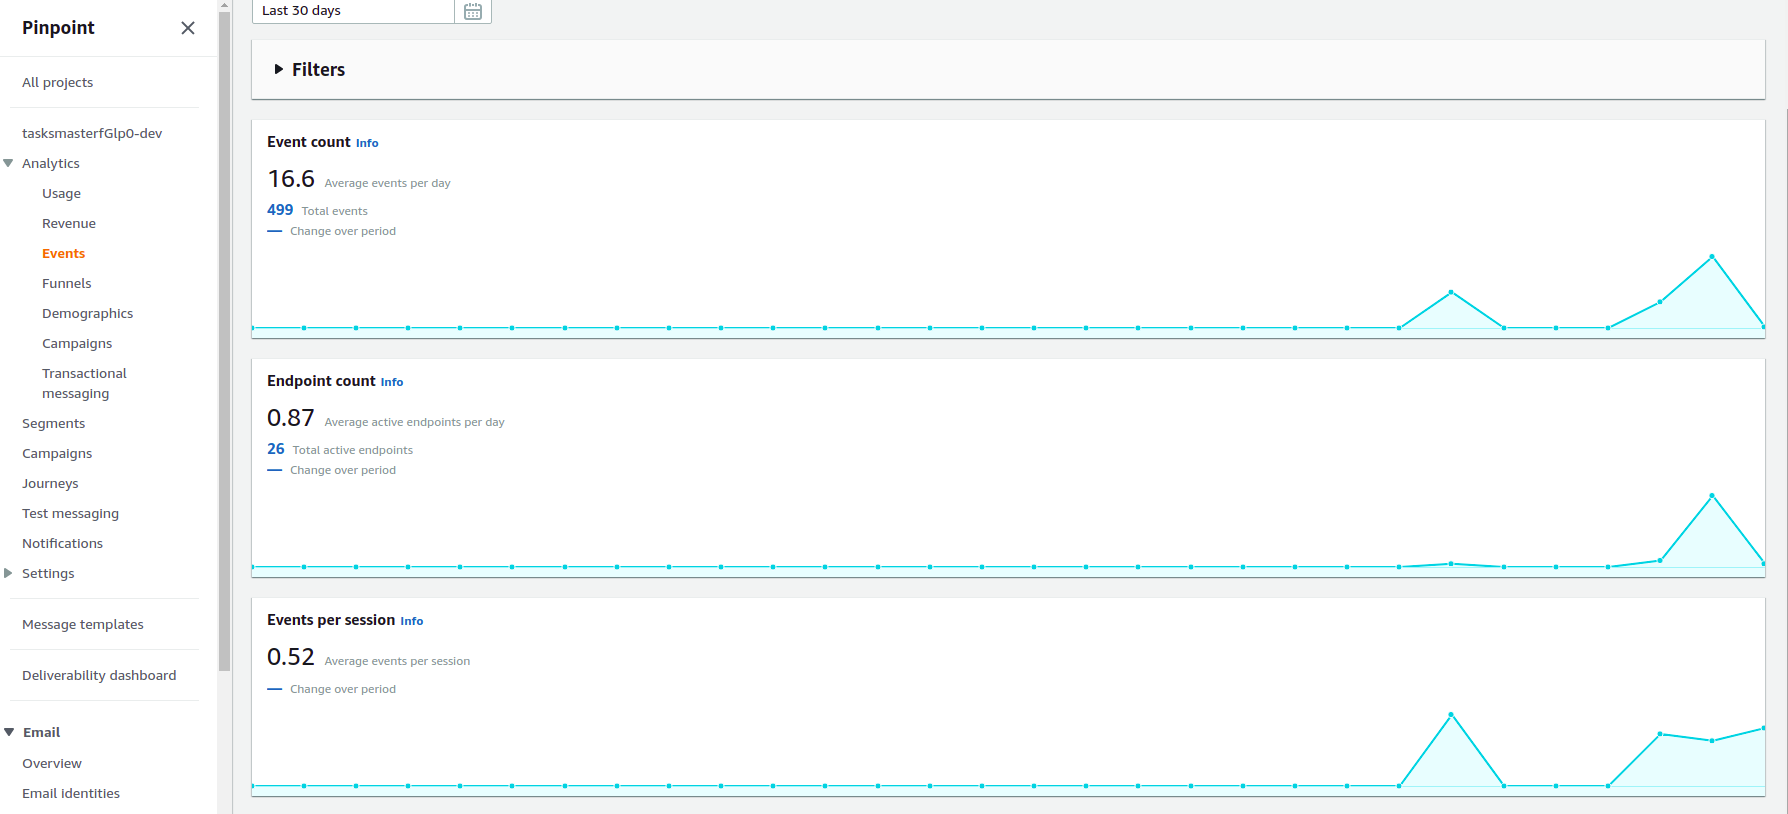 Pinpoint
All projects
tasksmasterfGlp0-dev
Analytics
Usage
Revenue
Events
Funnels
Demographics
Campaigns
Transactional
messaging
Segments
Campaigns
Journeys
Test messaging
Notifications
Settings
Message templates
Deliverability dashboard
Email
Overview
Email identities
Last 30 days
Filters
Event count Info
16.6 Average events per day
499 Total events
Change over period
Endpoint count Info
0.87 Average active endpoints per day
26 Total active endpoints
Change over period
Events per session Info
0.52 Average events per session
Change over period